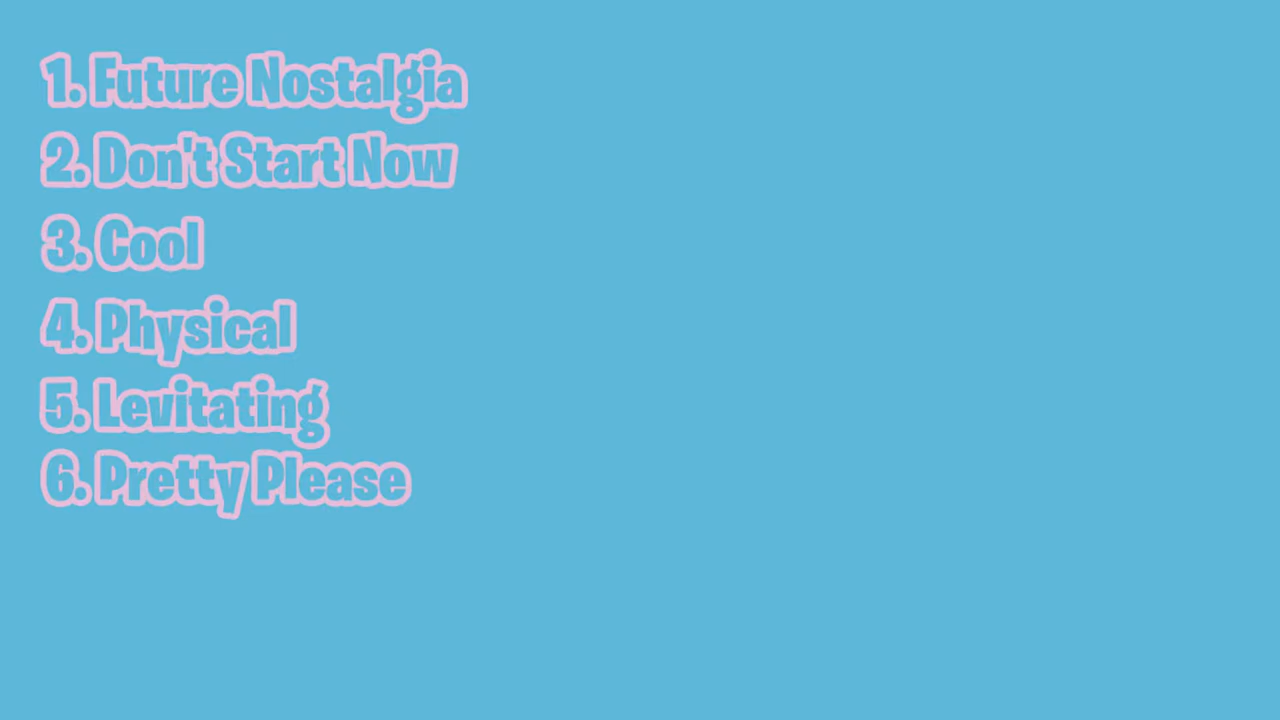 1. Future Nostalgia
2. Don't Start Now
3. Cool
4. Physical
5. Levitating
6. Pretty Please